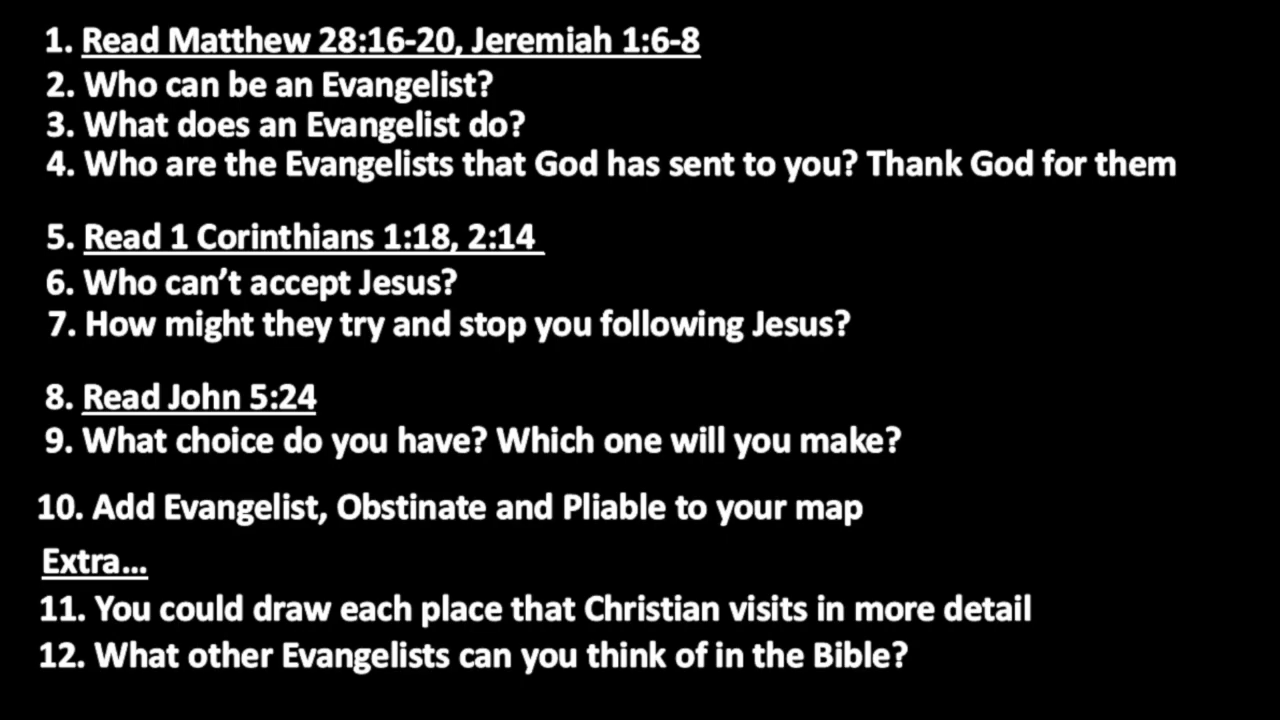 1. Read Matthew 28:16-20, Jeremiah 1:6-8
2. Who can be an Evangelist?
3. What does an Evangelist do?
4. Who are the Evangelists that God has sent to you? Thank God for them
5. Read 1 Corinthians 1:18, 2:14
6. Who can’t accept Jesus?
7. How might they try and stop you following Jesus?
8. Read John 5:24
9. What choice do you have? Which one will you make?
10. Add Evangelist, Obstinate and Pliable to your map
Extra...
11. You could draw each place that Christian visits in more detail
12. What other Evangelists can you think of in the Bible?